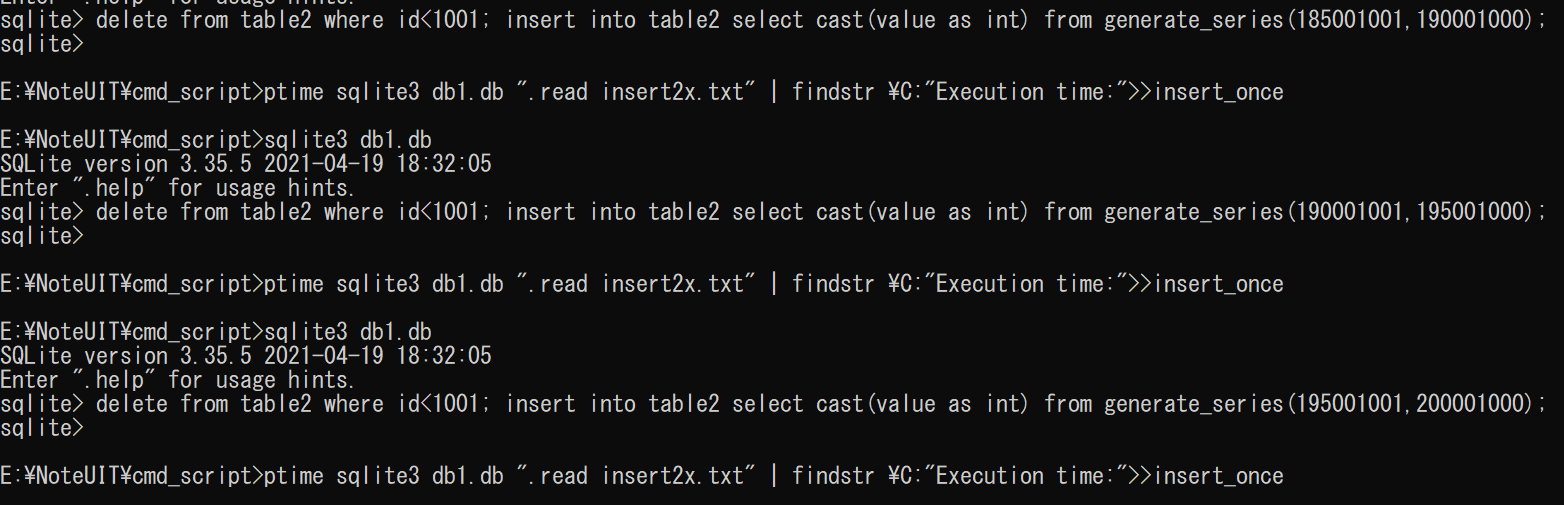 Enter ".help" for usage hints.
sqlite> delete from table2 where id<1001; insert into table2 select cast(value as int) from generate_series(185001001,190001000);
sqlite>
E:¥NoteUIT¥cmd_script>ptime sqlite3 db1.db ".read insert2x.txt" | findstr ¥C:"Execution time:">>insert_once
E:¥NoteUIT¥cmd_script>sqlite3 db1.db
SQLite version 3.35.5 2021-04-19 18:32:05
Enter ".help" for usage hints.
sqlite> delete from table2 where id<1001; insert into table2 select cast(value as int) from generate_series(190001001,195001000);
sqlite>
E:¥NoteUIT¥cmd_script>ptime sqlite3 db1.db ".read insert2x.txt" | findstr ¥C:"Execution time:">>insert_once
E:¥NoteUIT¥cmd_script>sqlite3 db1.db
SQLite version 3.35.5 2021-04-19 18:32:05
Enter ".help" for usage hints.
sqlite> delete from table2 where id<1001; insert into table2 select cast(value as int) from generate_series(195001001,200001000);
sqlite>
E:¥NoteUIT¥cmd_script>ptime sqlite3 db1.db ".read insert2x.txt" | findstr ¥C:"Execution time:">>insert_once